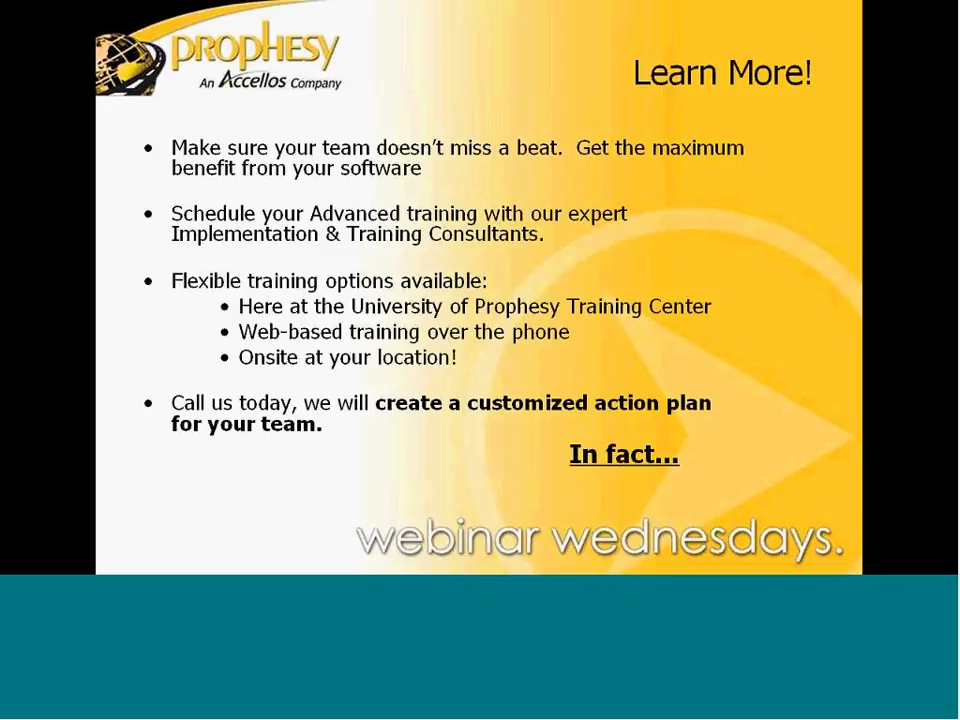 PROPHESY
An Accellos Company
Learn More!
• Make sure your team doesn't miss a beat.  Get the maximum
benefit from your software
• Schedule your Advanced training with our expert
Implementation & Training Consultants.
• Flexible training options available:
• Here at the University of Prophesy Training Center
• Web-based training over the phone
• Onsite at your location!
• Call us today, we will create a customized action plan
for your team.
In fact...
webinar wednesdays.